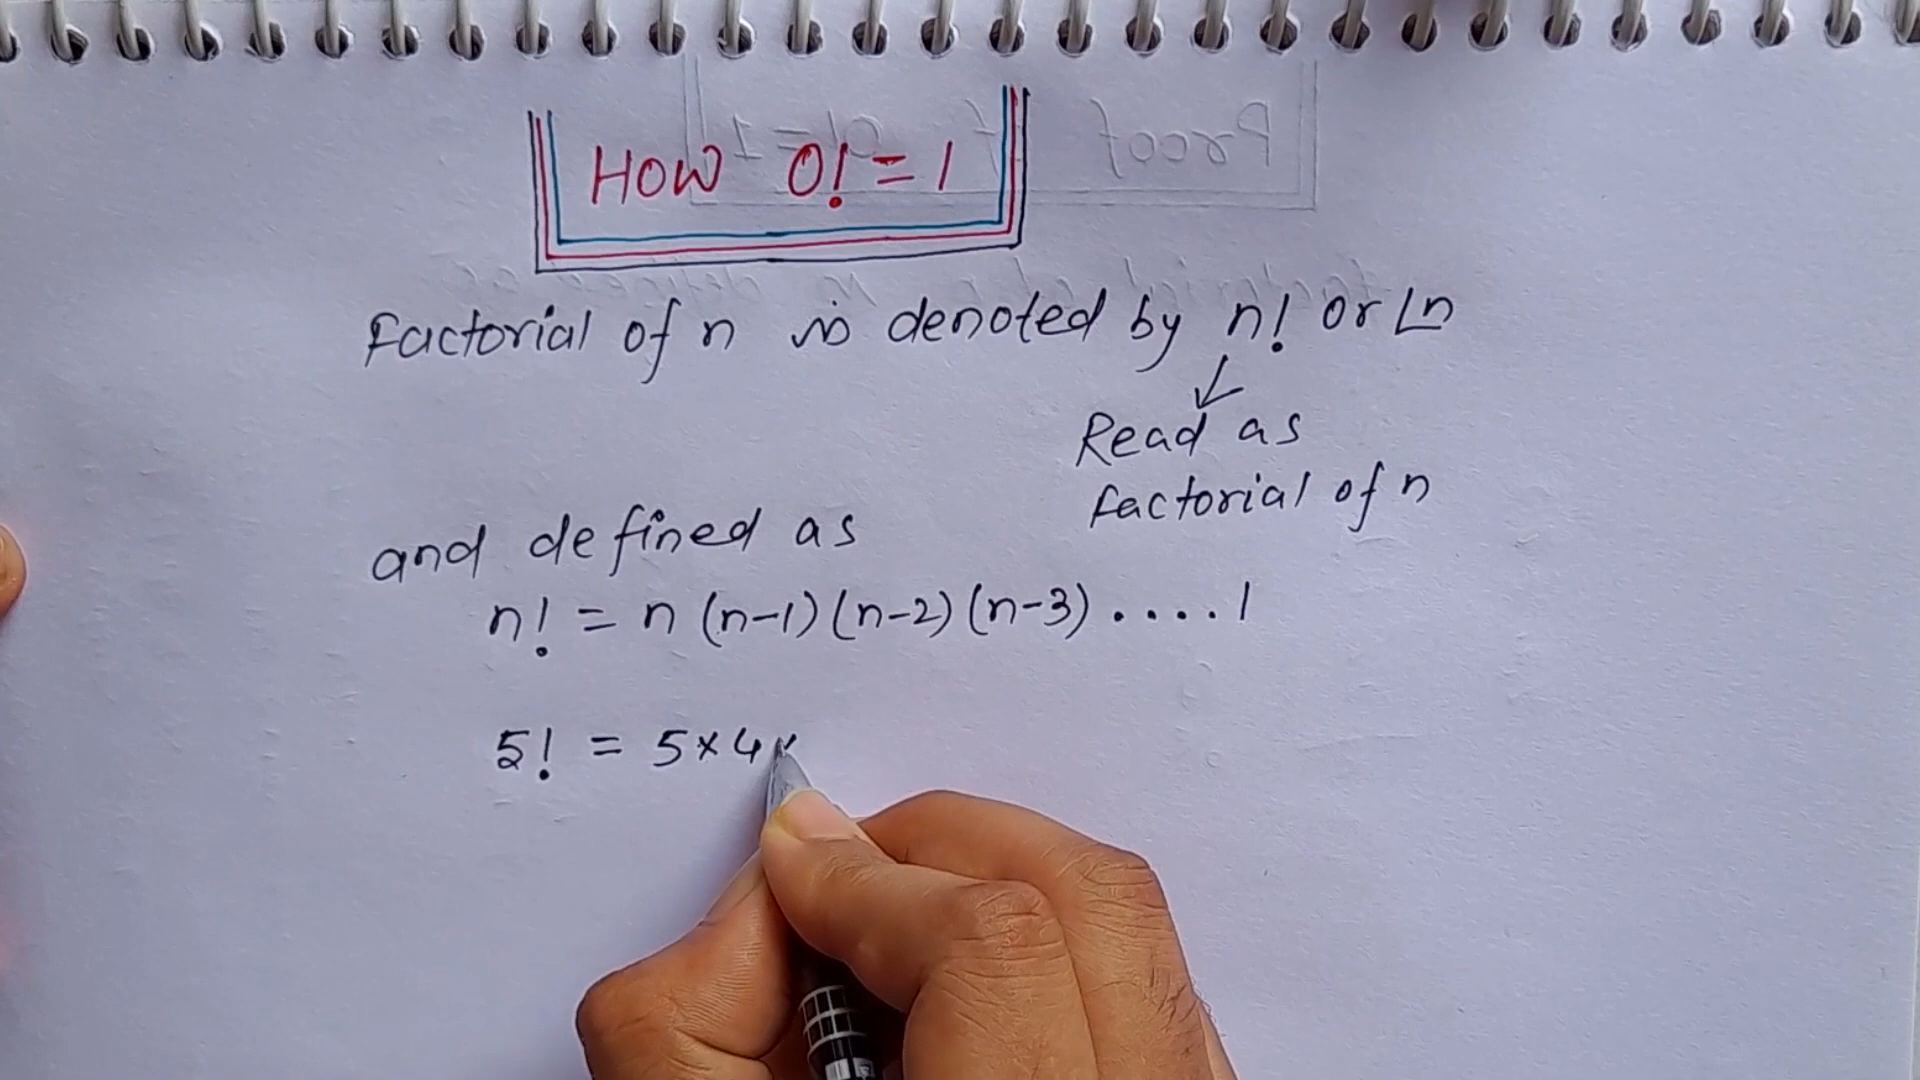 HOW 0! = 1
Factorial of n is denoted by n! or Ln
Read as
factorial of n
and defined as
n! = n (n-1) (n-2) (n-3) .... 1
5! = 5×4×